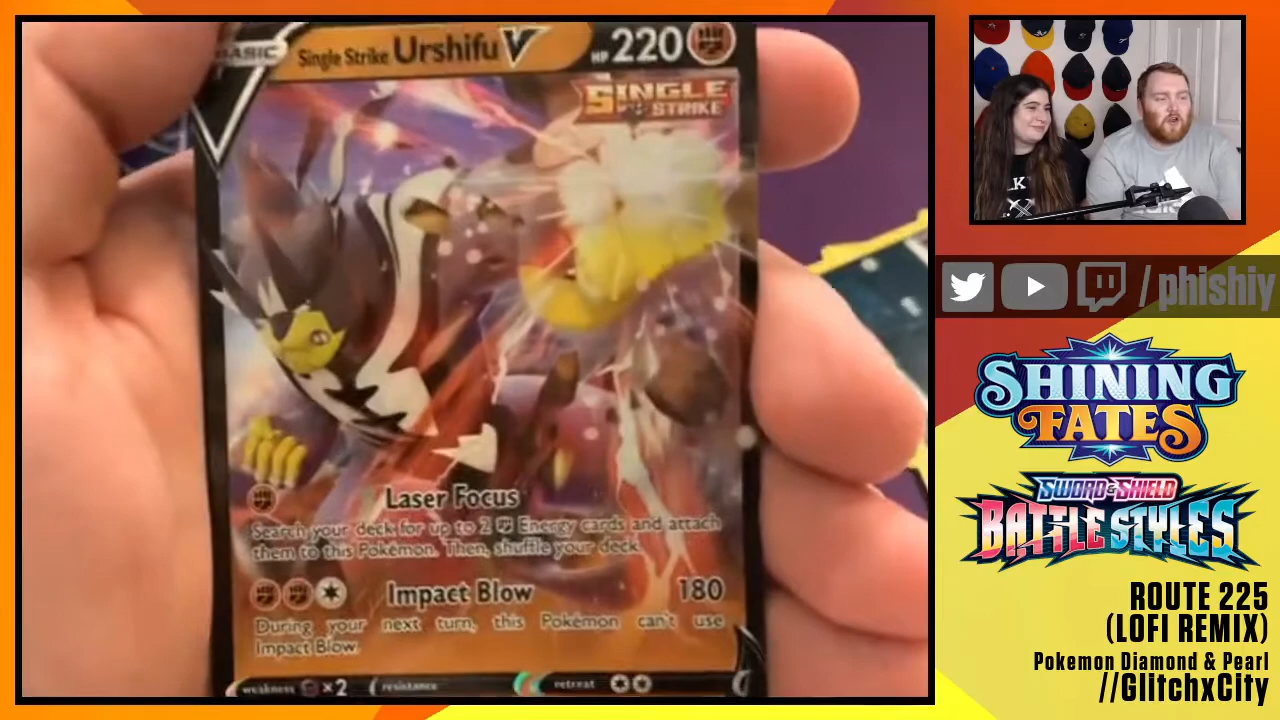 BASIC
Single Strike Urshifu V HP 220
SINGLE
STRIKE
Laser Focus
Search your deck for up to 2 Energy cards and attach
them to this Pokémon. Then, shuffle your deck.
Impact Blow 180
During your next turn, this Pokémon can't use
Impact Blow.
weakness ×2 resistance retreat
/phishiy
SHINING
FATES
SWORD & SHIELD
BATTLE STYLES
ROUTE 225
(LOFI REMIX)
Pokemon Diamond & Pearl
//GlitchxCity